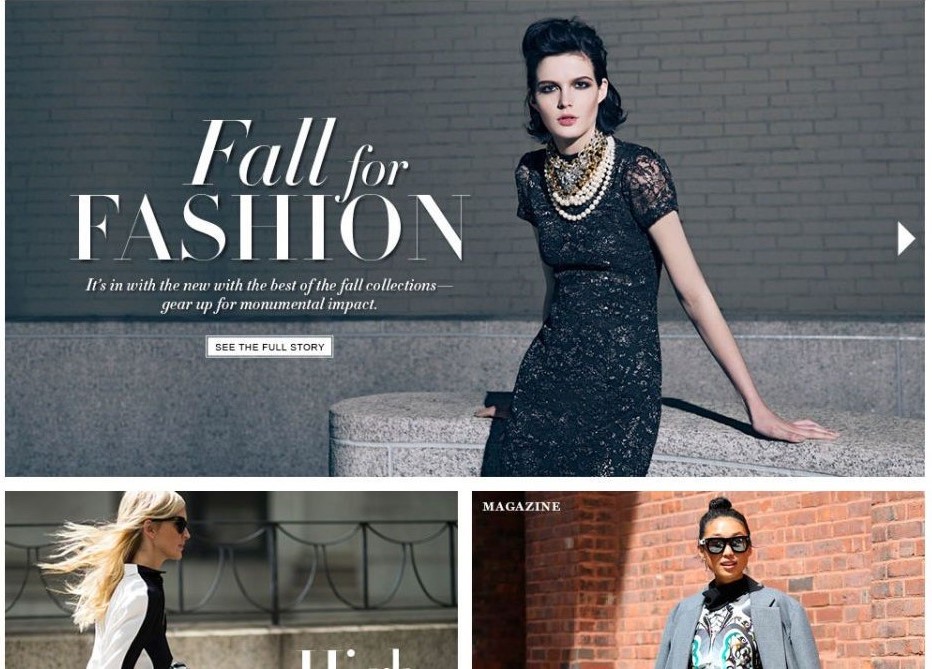 Fall for
FASHION
It's in with the new with the best of the fall collections—
gear up for monumental impact.
SEE THE FULL STORY
MAGAZINE
High